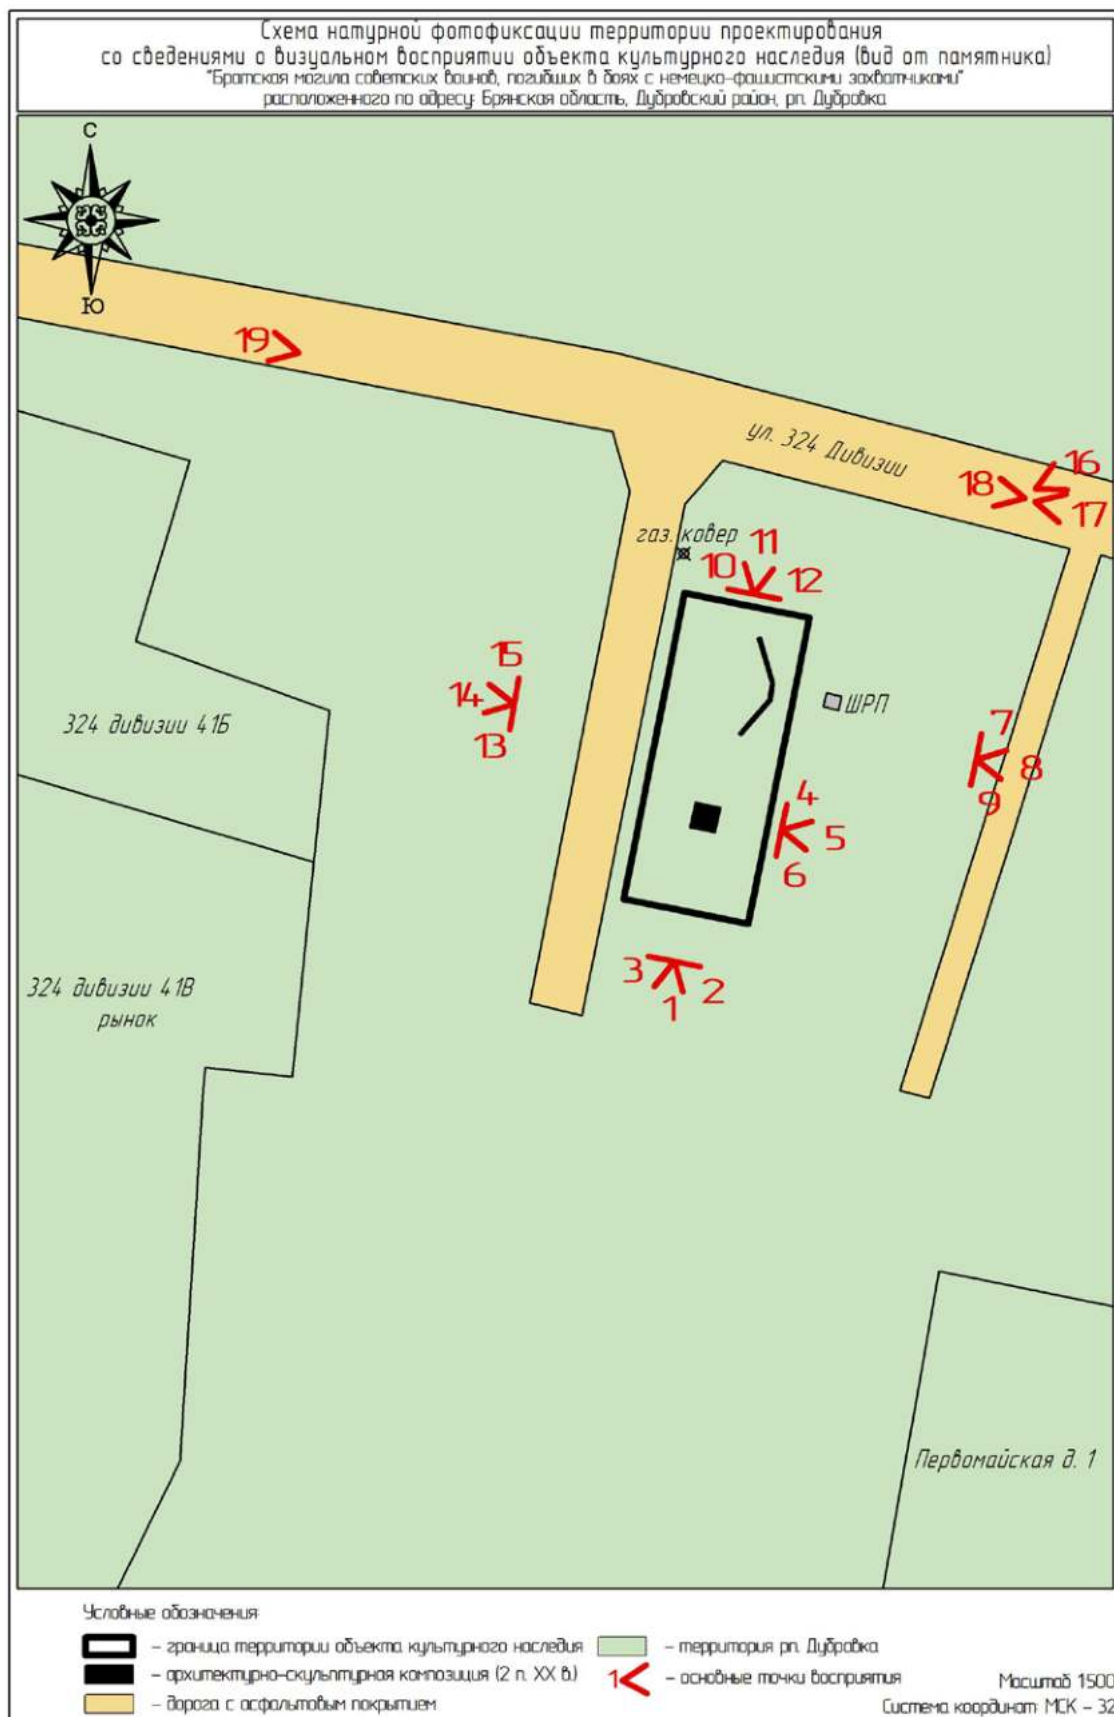 Схема натурной фотофиксации территории проектирования
со сведениями о визуальном восприятии объекта культурного наследия (вид от памятника)
"Братская могила советских воинов, погибших в боях с немецко-фашистскими захватчиками"
расположенного по адресу: Брянская область, Дубровский район, рп. Дубровка
С
Ю
19
ул. 324 Дивизии
16
18
17
газ. ковер
11
10
12
15
14
13
324 дивизии 41Б
ШРП
7
8
9
4
5
6
3
2
1
324 дивизии 41В
рынок
Первомайская д. 1
Условные обозначения:
– граница территории объекта культурного наследия
– территория рп. Дубравка
– архитектурно-скульптурная композиция (2 п. XX в.)
1
– основные точки восприятия
– дорога с асфальтовым покрытием
Масштаб 1:500
Система координат: МСК – 32